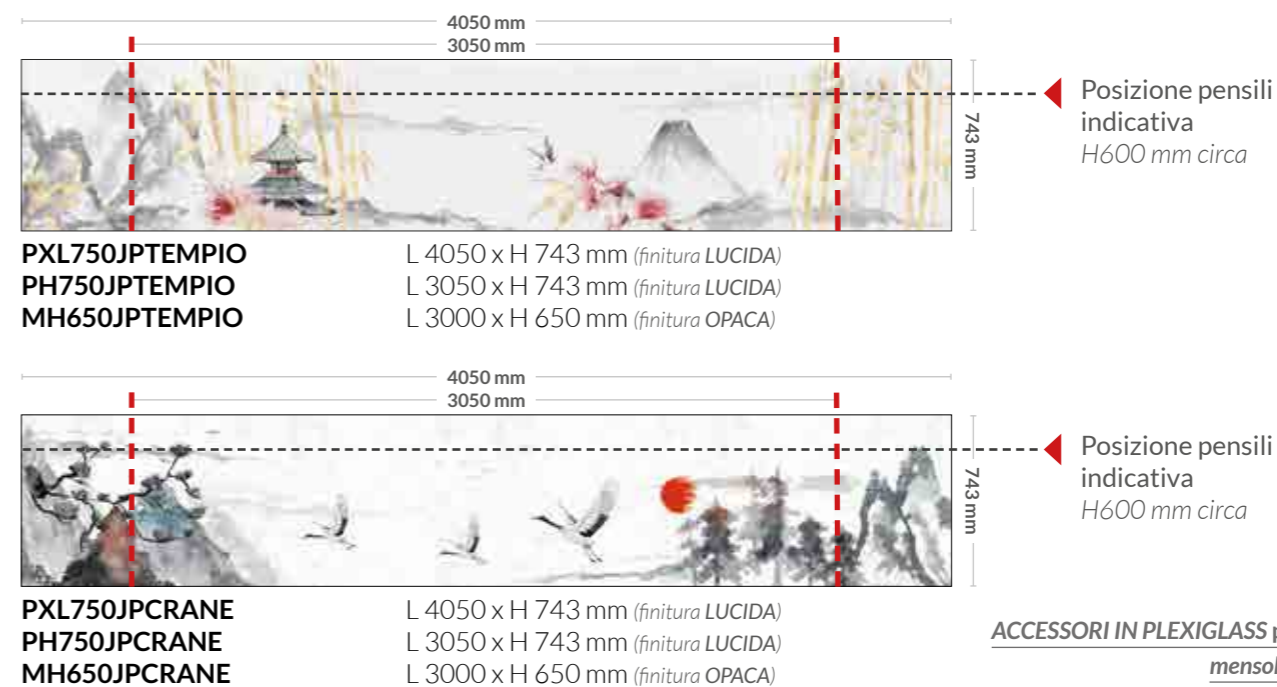 4050 mm
3050 mm
743 mm
Posizione pensili
indicativa
H600 mm circa
PXL750JPTEMPIO L 4050 x H 743 mm (finitura LUCIDA)
PH750JPTEMPIO L 3050 x H 743 mm (finitura LUCIDA)
MH650JPTEMPIO L 3000 x H 650 mm (finitura OPACA)
4050 mm
3050 mm
743 mm
Posizione pensili
indicativa
H600 mm circa
PXL750JPCRANE L 4050 x H 743 mm (finitura LUCIDA)
PH750JPCRANE L 3050 x H 743 mm (finitura LUCIDA)
MH650JPCRANE L 3000 x H 650 mm (finitura OPACA)
ACCESSORI IN PLEXIGLASS